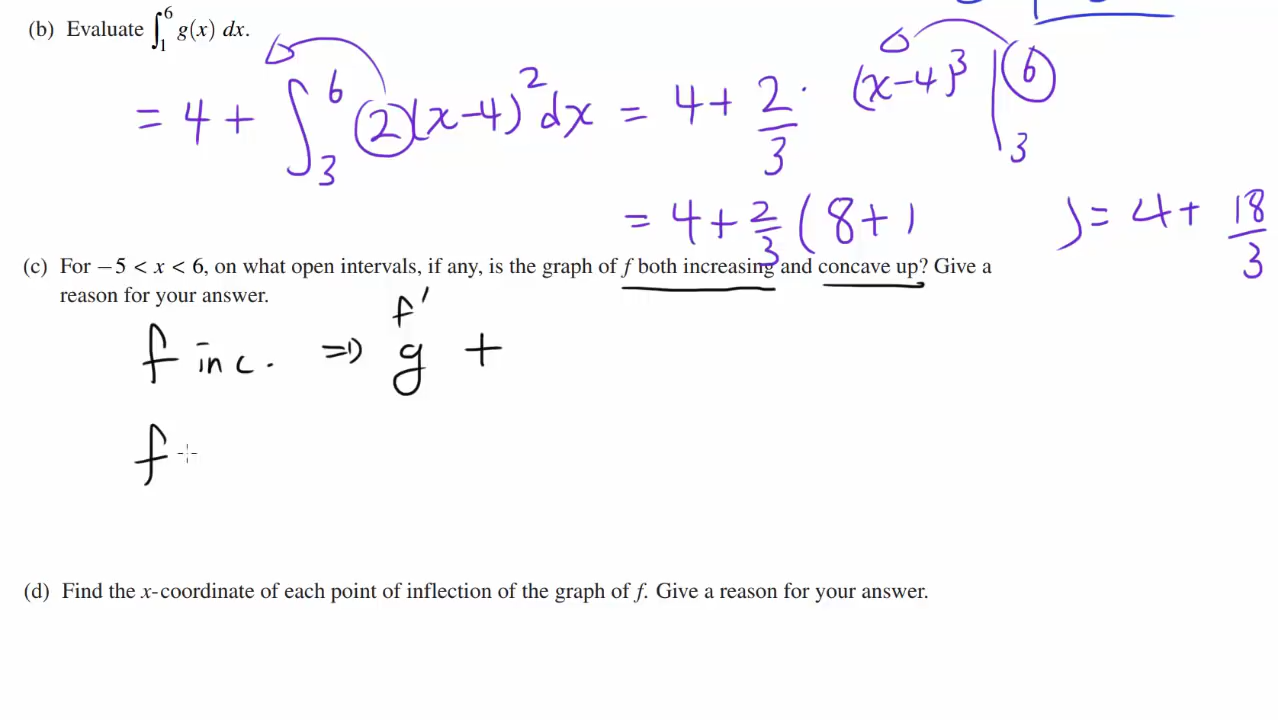 (b) Evaluate ∫₁⁶ g(x) dx.
= 4 + ∫₃⁶ 2(x-4)² dx = 4 + 2/3 · (x-4)³ |₃⁶
= 4 + 2/3 (8+1 ) = 4 + 18/3
(c) For −5 < x < 6, on what open intervals, if any, is the graph of f both increasing and concave up? Give a
reason for your answer.
f'
f inc. ⇒ g +
f
(d) Find the x-coordinate of each point of inflection of the graph of f. Give a reason for your answer.